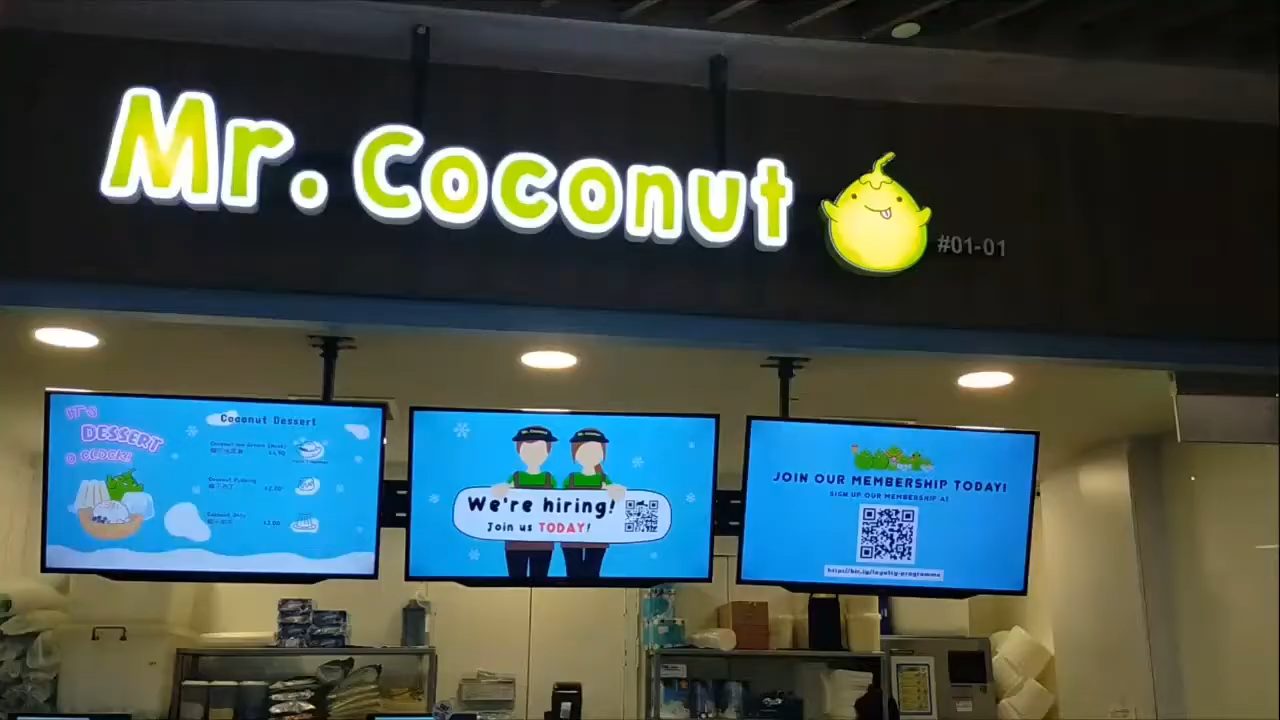 Mr. Coconut
#01-01
IT'S
DESSERT
O CLOCK!
Coconut Dessert
Coconut Pudding
We're hiring!
Join us TODAY!
JOIN OUR MEMBERSHIP TODAY!
SIGN UP OUR MEMBERSHIP AT